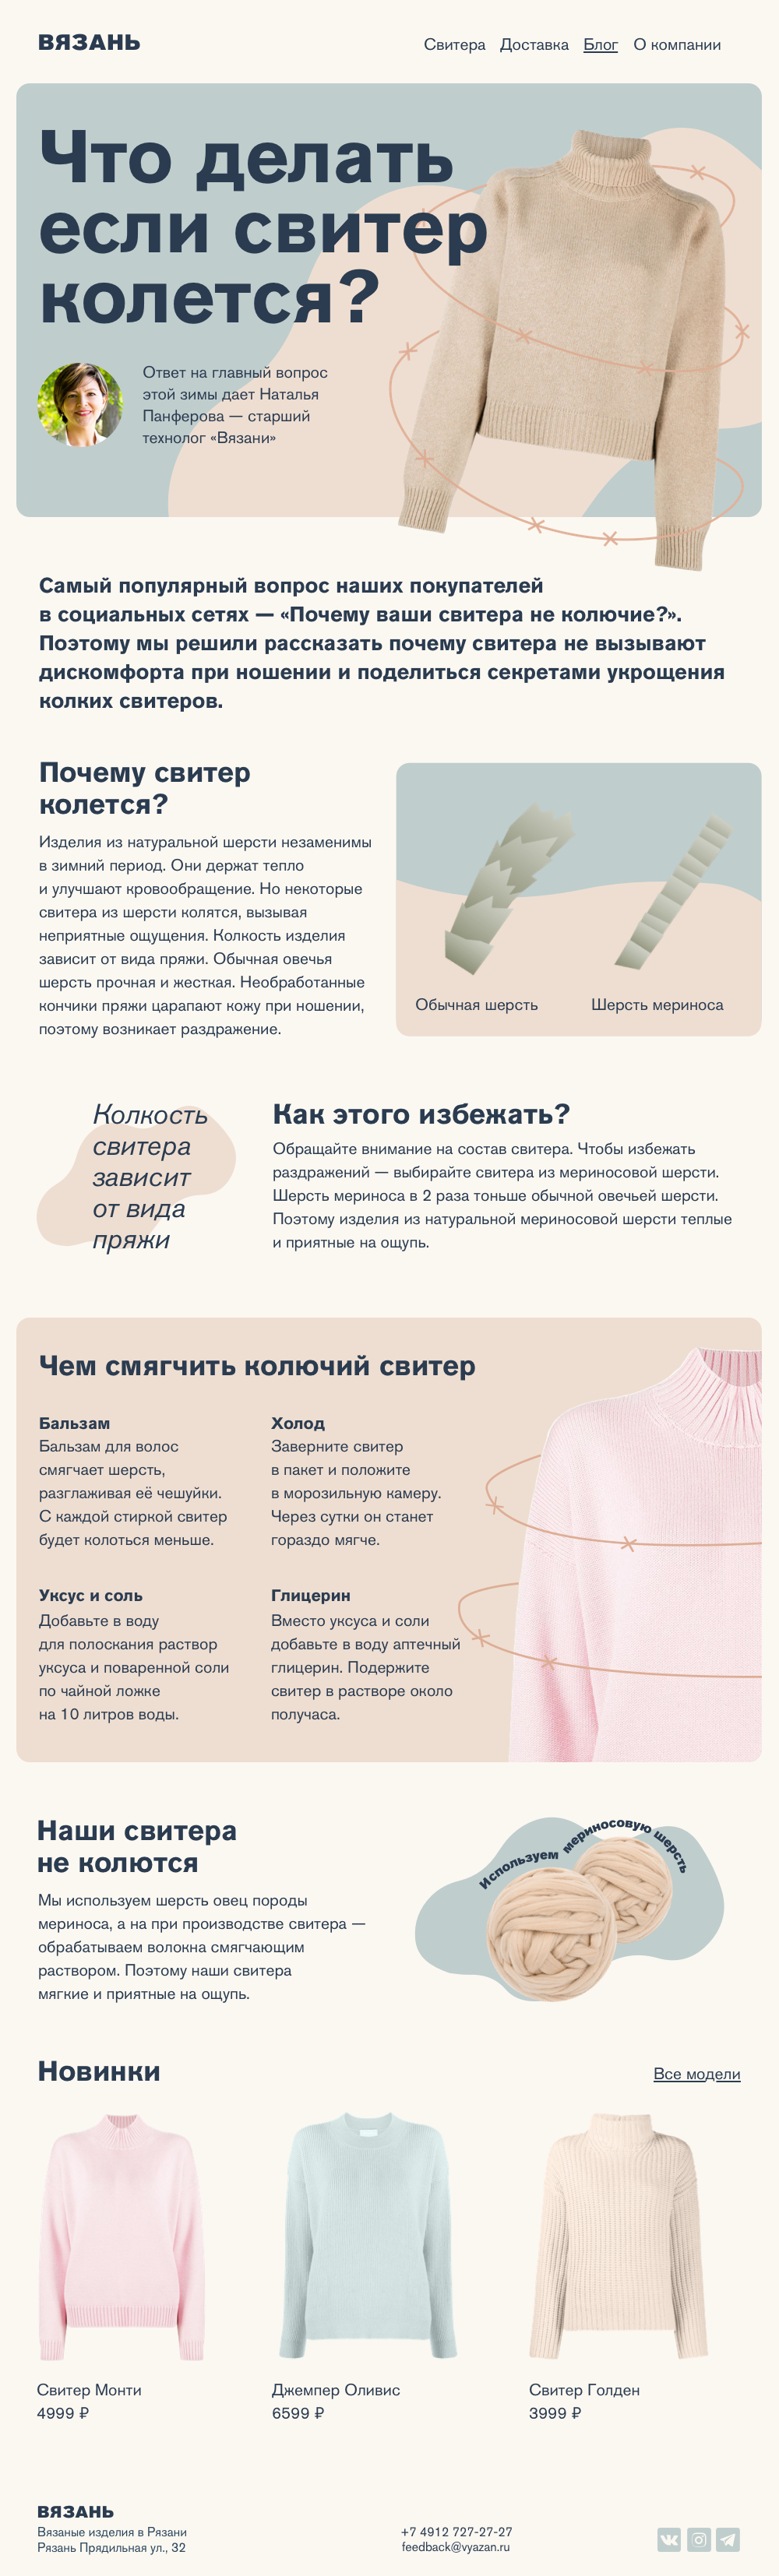 ВЯЗАНЬ
Свитера Доставка Блог О компании
Что делать
если свитер
колется?
Ответ на главный вопрос
этой зимы дает Наталья
Панферова — старший
технолог «Вязани»
Самый популярный вопрос наших покупателей
в социальных сетях — «Почему ваши свитера не колючие?».
Поэтому мы решили рассказать почему свитера не вызывают
дискомфорта при ношении и поделиться секретами укрощения
колких свитеров.
Почему свитер
колется?
Изделия из натуральной шерсти незаменимы
в зимний период. Они держат тепло
и улучшают кровообращение. Но некоторые
свитера из шерсти колятся, вызывая
неприятные ощущения. Колкость изделия
зависит от вида пряжи. Обычная овечья
шерсть прочная и жесткая. Необработанные
кончики пряжи царапают кожу при ношении,
поэтому возникает раздражение.
Обычная шерсть
Шерсть мериноса
Колкость
свитера
зависит
от вида
пряжи
Как этого избежать?
Обращайте внимание на состав свитера. Чтобы избежать
раздражений — выбирайте свитера из мериносовой шерсти.
Шерсть мериноса в 2 раза тоньше обычной овечьей шерсти.
Поэтому изделия из натуральной мериносовой шерсти теплые
и приятные на ощупь.
Чем смягчить колючий свитер
Бальзам
Бальзам для волос
смягчает шерсть,
разглаживая её чешуйки.
С каждой стиркой свитер
будет колоться меньше.
Холод
Заверните свитер
в пакет и положите
в морозильную камеру.
Через сутки он станет
гораздо мягче.
Уксус и соль
Добавьте в воду
для полоскания раствор
уксуса и поваренной соли
по чайной ложке
на 10 литров воды.
Глицерин
Вместо уксуса и соли
добавьте в воду аптечный
глицерин. Подержите
свитер в растворе около
получаса.
Наши свитера
не колются
Мы используем шерсть овец породы
мериноса, а на при производстве свитера —
обрабатываем волокна смягчающим
раствором. Поэтому наши свитера
мягкие и приятные на ощупь.
Используем мериносовую шерсть
Новинки
Все модели
Свитер Монти
4999 ₽
Джемпер Оливис
6599 ₽
Свитер Голден
3999 ₽
ВЯЗАНЬ
Вязаные изделия в Рязани
Рязань Прядильная ул., 32
+7 4912 727-27-27
feedback@vyazan.ru